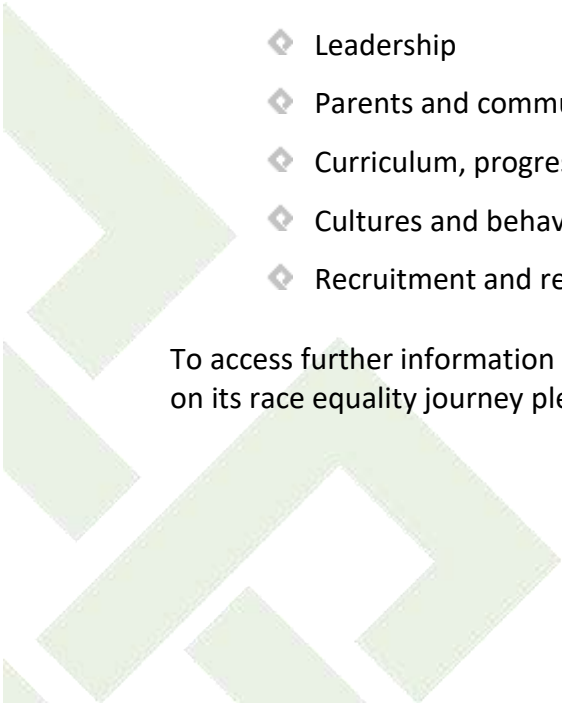 Leadership
Parents and commu
Curriculum, progres
Cultures and behav
Recruitment and re
To access further information
on its race equality journey ple